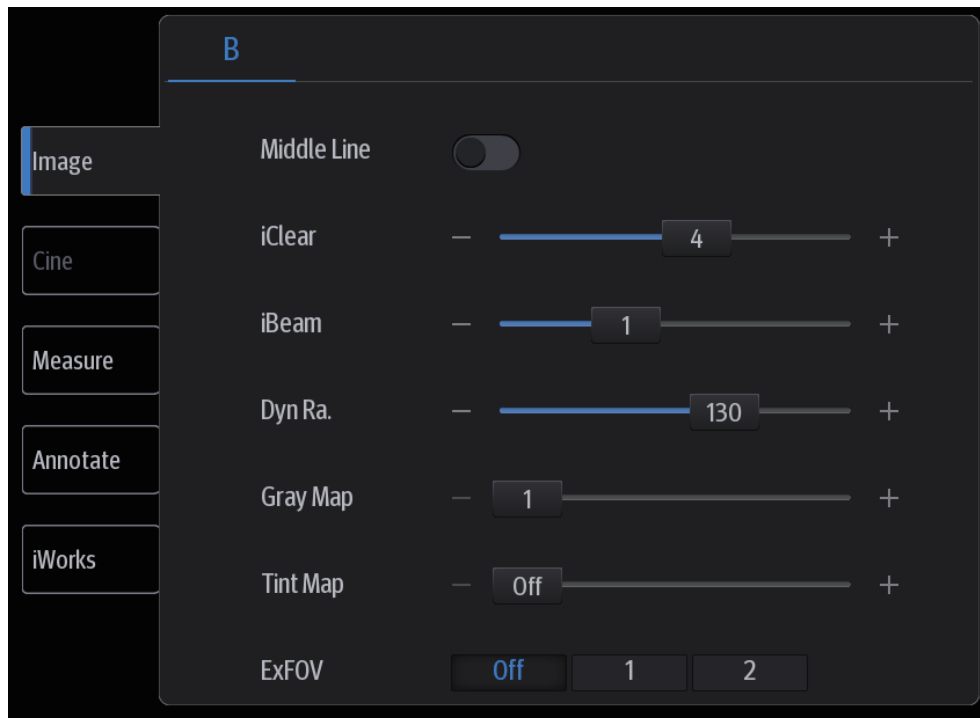 B
Image
Cine
Measure
Annotate
iWorks
Middle Line
iClear − 4 +
iBeam − 1 +
Dyn Ra. − 130 +
Gray Map − 1 +
Tint Map − Off +
ExFOV Off 1 2